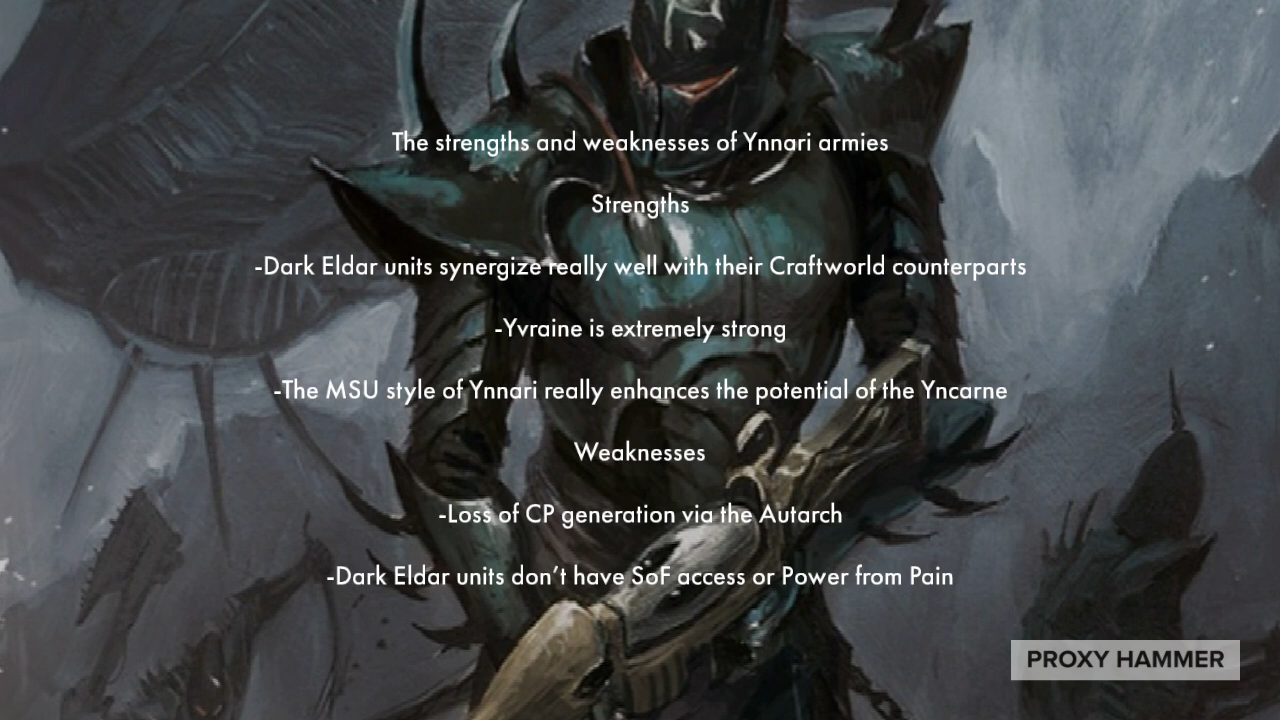 The strengths and weaknesses of Ynnari armies
Strengths
-Dark Eldar units synergize really well with their Craftworld counterparts
-Yvraine is extremely strong
-The MSU style of Ynnari really enhances the potential of the Yncarne
Weaknesses
-Loss of CP generation via the Autarch
-Dark Eldar units don’t have SoF access or Power from Pain
PROXY HAMMER